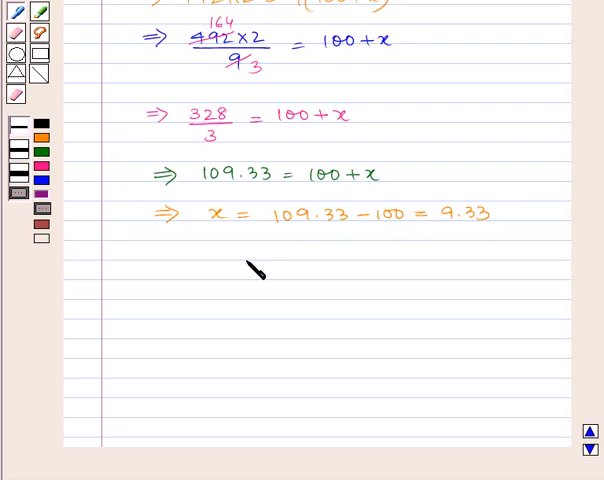 164
⇒ 492×2/9 3 = 100+x
⇒ 328/3 = 100+x
⇒ 109.33 = 100+x
⇒ x = 109.33-100 = 9.33